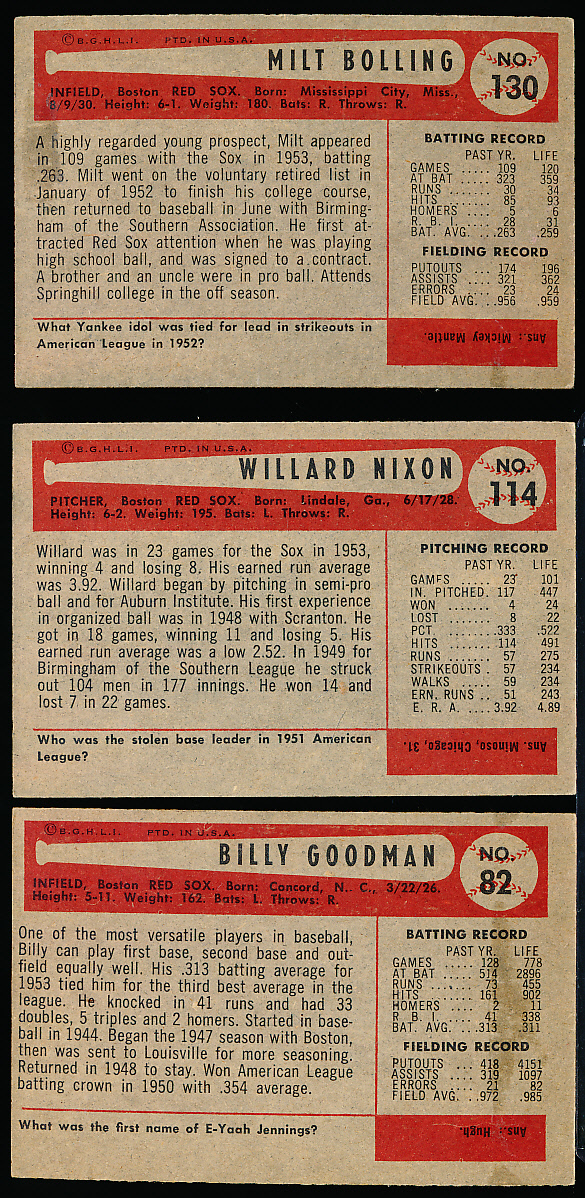 ©B.G.H.L.I. PTD. IN U.S.A.
MILT BOLLING
NO. 130
INFIELD, Boston RED SOX. Born: Mississippi City, Miss.,
8/9/30. Height: 6-1. Weight: 180. Bats: R. Throws: R.
A highly regarded young prospect, Milt appeared
in 109 games with the Sox in 1953, batting
.263. Milt went on the voluntary retired list in
January of 1952 to finish his college course,
then returned to baseball in June with Birming-
ham of the Southern Association. He first at-
tracted Red Sox attention when he was playing
high school ball, and was signed to a contract.
A brother and an uncle were in pro ball. Attends
Springhill college in the off season.
BATTING RECORD
PAST YR. LIFE
GAMES ..... 109 120
AT BAT .... 323 359
RUNS ...... 30 34
HITS ...... 85 93
HOMERS .... 5 6
R. B. I. .... 28 31
BAT. AVG. ...263 .259
FIELDING RECORD
PUTOUTS ... 174 196
ASSISTS .... 321 362
ERRORS .... 23 24
FIELD AVG. . .956 .959
What Yankee idol was tied for lead in strikeouts in
American League in 1952?
Ans.: Mickey Mantle.
©B.G.H.L.I. PTD. IN U.S.A.
WILLARD NIXON
NO. 114
PITCHER, Boston RED SOX. Born: Lindale, Ga., 6/17/28.
Height: 6-2. Weight: 195. Bats: L. Throws: R.
Willard was in 23 games for the Sox in 1953,
winning 4 and losing 8. His earned run average
was 3.92. Willard began by pitching in semi-pro
ball and for Auburn Institute. His first experience
in organized ball was in 1948 with Scranton. He
got in 18 games, winning 11 and losing 5. His
earned run average was a low 2.52. In 1949 for
Birmingham of the Southern League he struck
out 104 men in 177 innings. He won 14 and
lost 7 in 22 games.
PITCHING RECORD
PAST YR. LIFE
GAMES ..... 23 101
IN. PITCHED. 117 447
WON ....... 4 24
LOST ....... 8 22
PCT. ...... .333 .522
HITS ...... 114 491
RUNS ...... 57 275
STRIKEOUTS . 57 234
WALKS ..... 59 234
ERN. RUNS .. 51 243
E. R. A. ....3.92 4.89
Who was the stolen base leader in 1951 American
League?
Ans. Minoso, Chicago, 31.
©B.G.H.L.I. PTD. IN U.S.A.
BILLY GOODMAN
NO. 82
INFIELD, Boston RED SOX. Born: Concord, N. C., 3/22/26.
Height: 5-11. Weight: 162. Bats: L. Throws: R.
One of the most versatile players in baseball,
Billy can play first base, second base and out-
field equally well. His .313 batting average for
1953 tied him for the third best average in the
league. He knocked in 41 runs and had 33
doubles, 5 triples and 2 homers. Started in base-
ball in 1944. Began the 1947 season with Boston,
then was sent to Louisville for more seasoning.
Returned in 1948 to stay. Won American League
batting crown in 1950 with .354 average.
BATTING RECORD
PAST YR. LIFE
GAMES ..... 128 778
AT BAT .... 514 2896
RUNS ...... 73 455
HITS ...... 161 902
HOMERS .... 2 11
R. B. I. .... 41 338
BAT. AVG. ...313 .311
FIELDING RECORD
PUTOUTS ... 418 4151
ASSISTS .... 319 1097
ERRORS .... 21 82
FIELD AVG. . .972 .985
What was the first name of E-Yaah Jennings?
Ans.: Hugh.